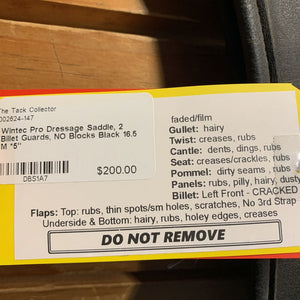 The Tack Collector
002624-147
Wintec Pro Dressage Saddle, 2
Billet Guards, NO Blocks Black 16.5
M *5"
$200.00
DBS1A7
faded/film
Gullet: hairy
Twist: creases, rubs
Cantle: dents, dings, rubs
Seat: creases/crackles, rubs
Pommel: dirty seams , rubs
Panels: rubs, pilly, hairy, dusty
Billet: Left Front - CRACKED
Flaps: Top: rubs, thin spots/sm holes, scratches, No 3rd Strap
Underside & Bottom: hairy, rubs, holey edges, creases
DO NOT REMOVE